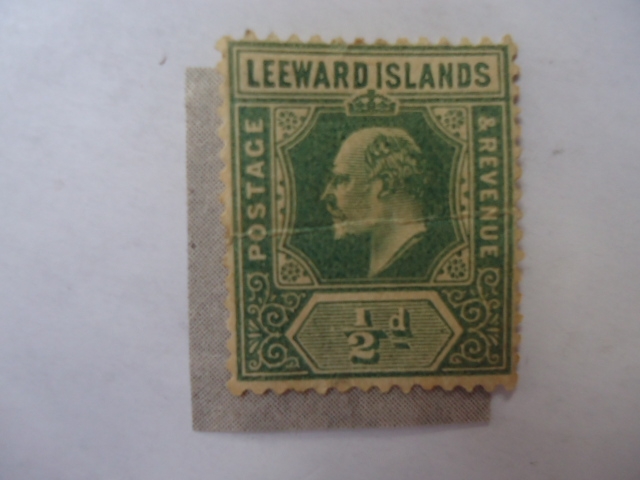 LEEWARD ISLANDS
POSTAGE
& REVENUE
1/2 d